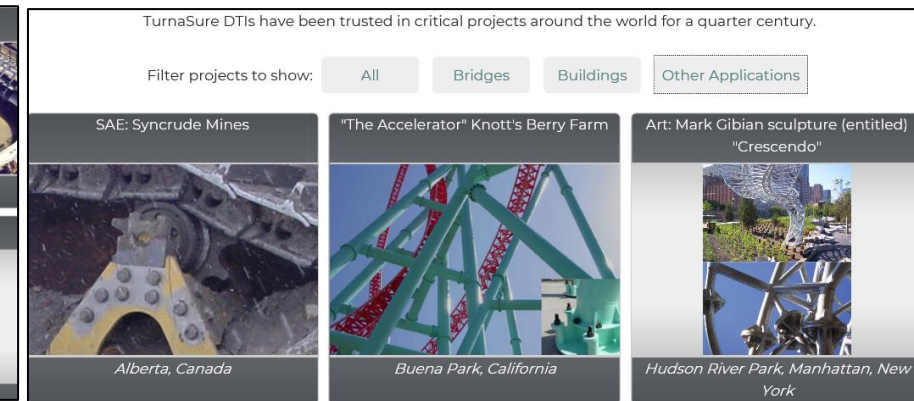 TurnaSure DTIs have been trusted in critical projects around the world for a quarter century.
Filter projects to show: All Bridges Buildings Other Applications
SAE: Syncrude Mines
"The Accelerator" Knott's Berry Farm
Art: Mark Gibian sculpture (entitled)
"Crescendo"
Alberta, Canada
Buena Park, California
Hudson River Park, Manhattan, New
York